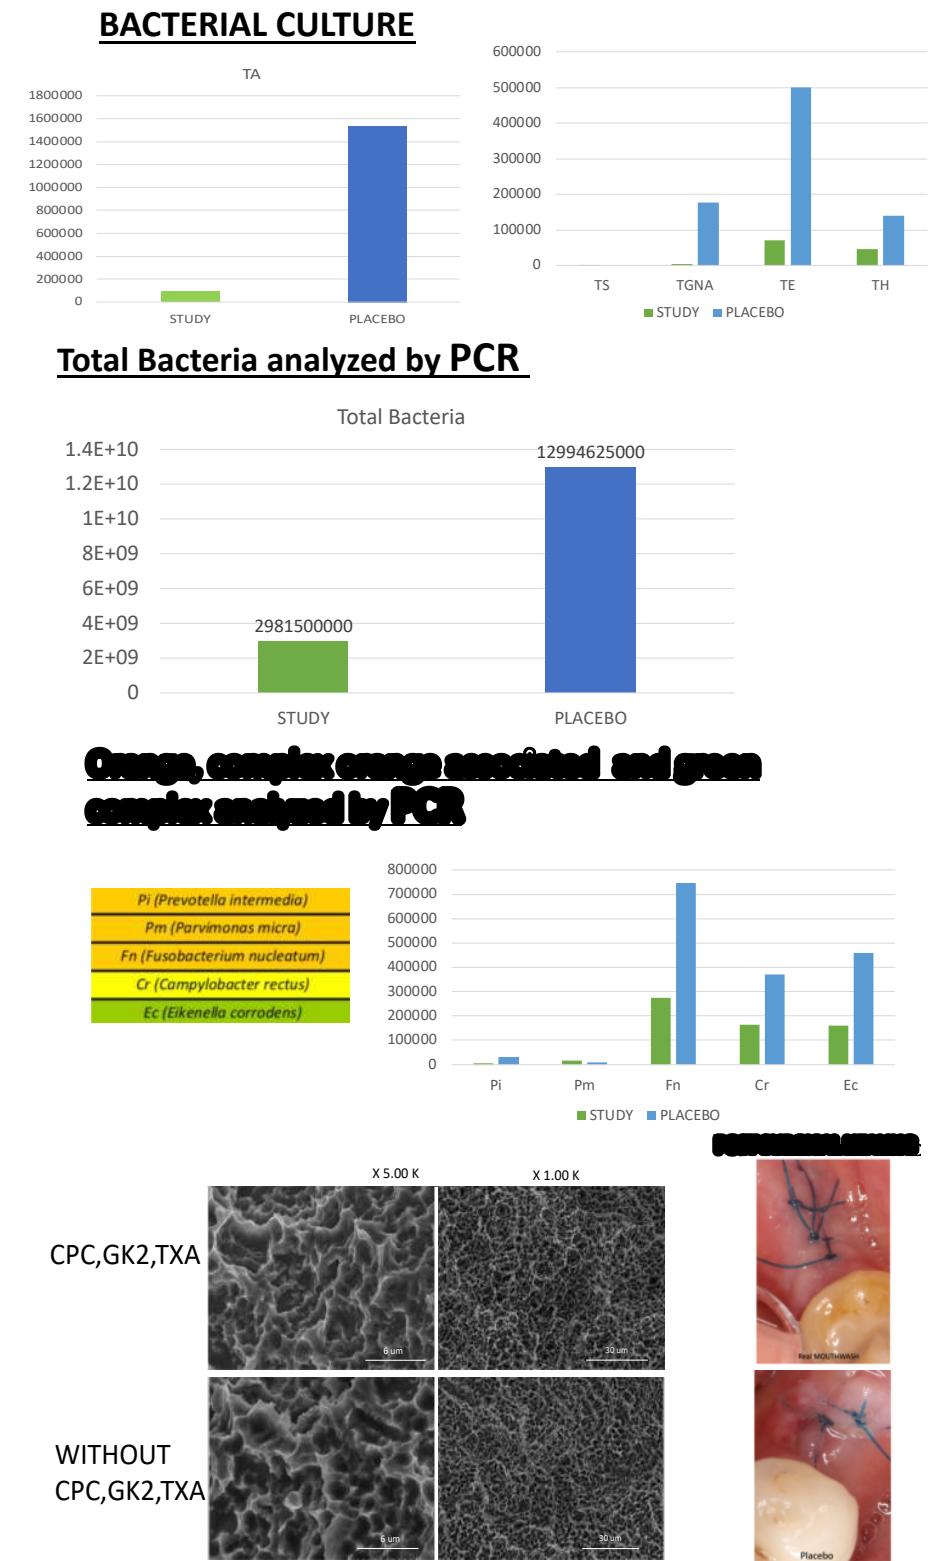 BACTERIAL CULTURE
TA
1800000
1600000
1400000
1200000
1000000
800000
600000
400000
200000
0
STUDY
PLACEBO
600000
500000
400000
300000
200000
100000
0
TS
TGNA
TE
TH
STUDY
PLACEBO
Total Bacteria analyzed by PCR
Total Bacteria
1.4E+10
1.2E+10
1E+10
8E+09
6E+09
4E+09
2E+09
0
2981500000
12994625000
STUDY
PLACEBO
Orange, complex orange associated and green
complex analyzed by PCR
Pi (Prevotella intermedia)
Pm (Parvimonas micra)
Fn (Fusobacterium nucleatum)
Cr (Campylobacter rectus)
Ec (Eikenella corrodens)
800000
700000
600000
500000
400000
300000
200000
100000
0
Pi
Pm
Fn
Cr
Ec
STUDY
PLACEBO
X 5.00 K
X 1.00 K
CPC,GK2,TXA
6 um
30 um
Real MOUTHWASH
WITHOUT
CPC,GK2,TXA
6 um
30 um
Placebo